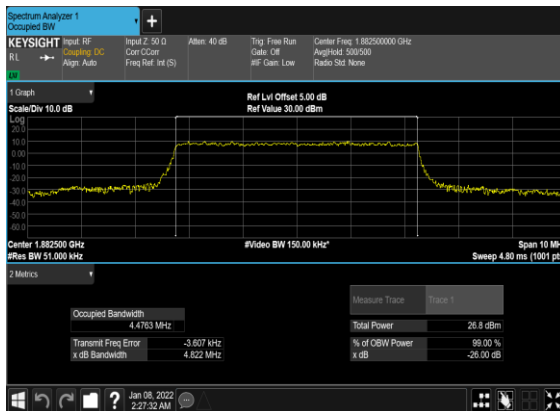 Spectrum Analyzer 1
Occupied BW
KEYSIGHT
RL
Input: RF
Coupling: DC
Align: Auto
Input Z: 50 Ω
Corr CCorr
Freq Ref: Int (S)
Atten: 40 dB
Trig: Free Run
Gate: Off
#IF Gain: Low
Center Freq: 1.882500000 GHz
Avg|Hold: 500/500
Radio Std: None
1 Graph
Scale/Div 10.0 dB
Ref Lvl Offset 5.00 dB
Ref Value 30.00 dBm
Log
20.0
10.0
0.00
-10.0
-20.0
-30.0
-40.0
-50.0
-60.0
Center 1.882500 GHz
#Res BW 51.000 kHz
#Video BW 150.00 kHz*
Span 10 MH
Sweep 4.80 ms (1001 pts
2 Metrics
Occupied Bandwidth
4.4763 MHz
Transmit Freq Error -3.607 kHz
x dB Bandwidth 4.822 MHz
Measure Trace Trace 1
Total Power 26.8 dBm
% of OBW Power 99.00 %
x dB -26.00 dB
Jan 08, 2022
2:27:32 AM